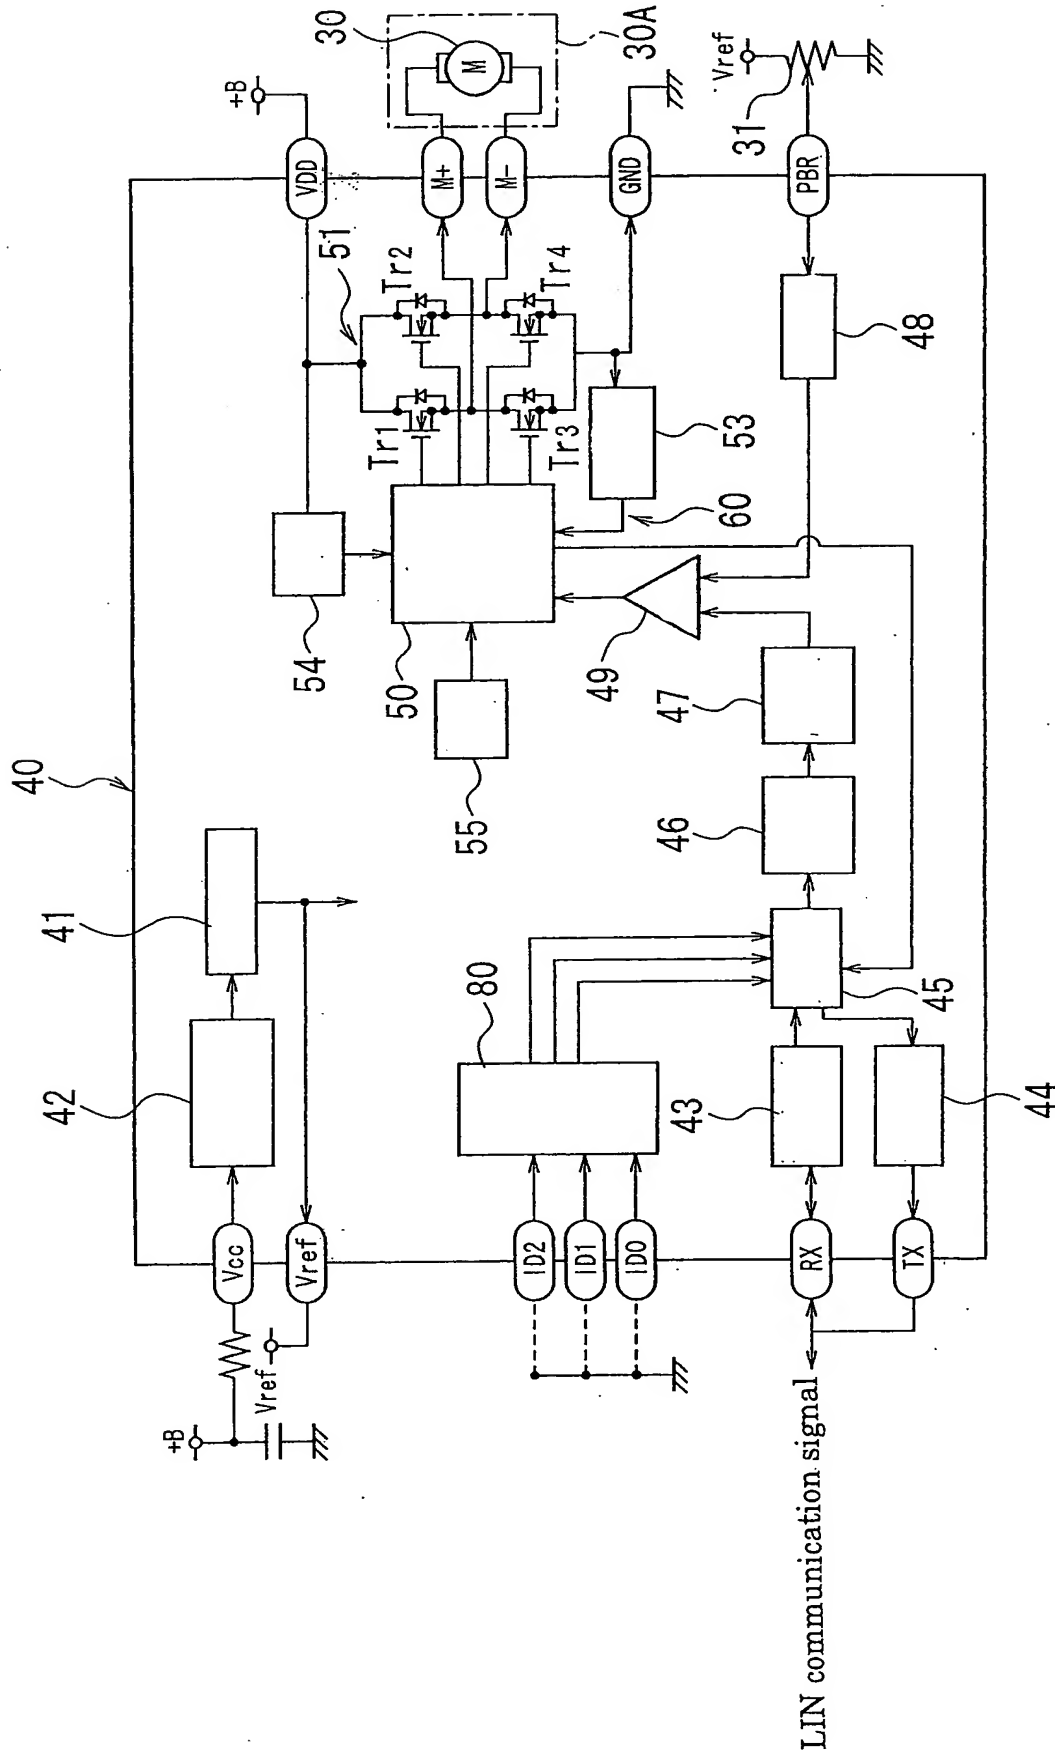 40
+B
Vcc
Vref
Vref
42
41
ID2
ID1
ID0
80
RX
TX
43
44
45
46
47
48
49
50
51
53
54
55
60
Tr1
Tr2
Tr3
Tr4
+B
VDD
M+
M-
GND
PBR
30
M
30A
Vref
31
LIN communication signal